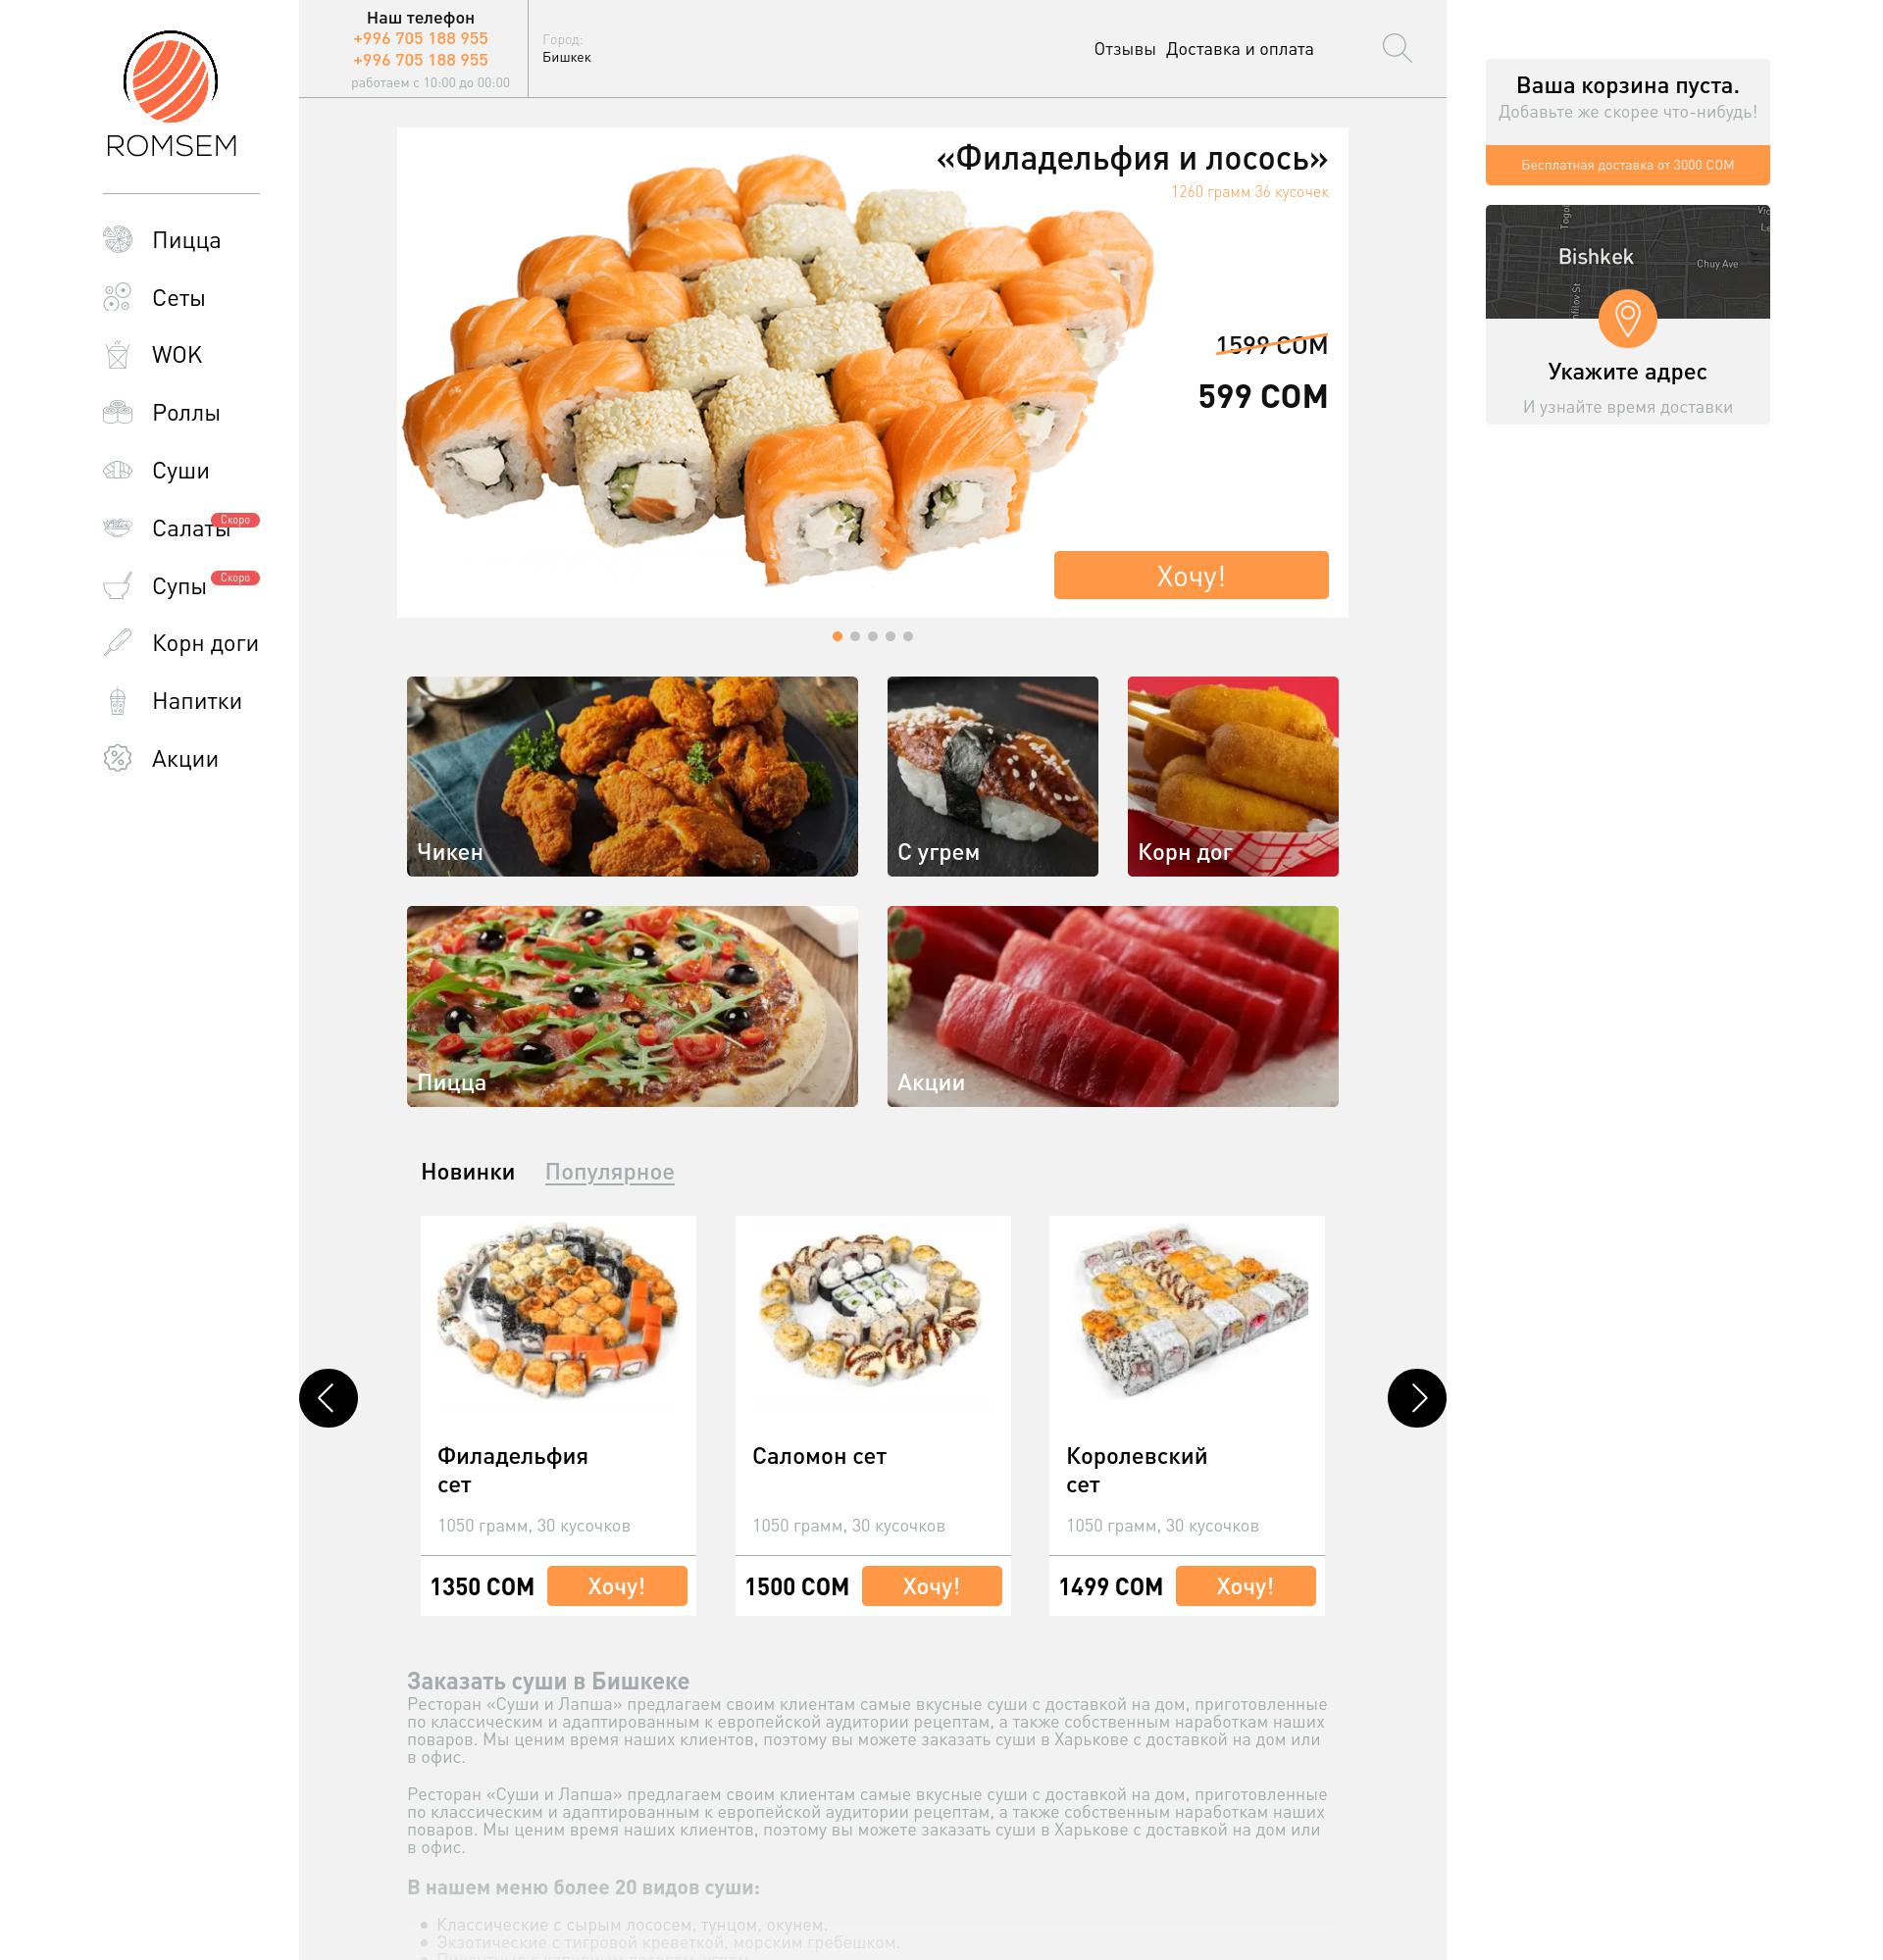 ROMSEM
Пицца
Сеты
WOK
Роллы
Суши
Салаты
Скоро
Супы
Скоро
Корн доги
Напитки
Акции
Наш телефон
+996 705 188 955
+996 705 188 955
работаем с 10:00 до 00:00
Город:
Бишкек
Отзывы Доставка и оплата
«Филадельфия и лосось»
1260 грамм 36 кусочек
1599 СОМ
599 СОМ
Хочу!
Чикен
С угрем
Корн дог
Пицца
Акции
Новинки Популярное
Филадельфия
сет
1050 грамм, 30 кусочков
1350 СОМ
Хочу!
Саломон сет
1050 грамм, 30 кусочков
1500 СОМ
Хочу!
Королевский
сет
1050 грамм, 30 кусочков
1499 СОМ
Хочу!
Заказать суши в Бишкеке
Ресторан «Суши и Лапша» предлагаем своим клиентам самые вкусные суши с доставкой на дом, приготовленные
по классическим и адаптированным к европейской аудитории рецептам, а также собственным наработкам наших
поваров. Мы ценим время наших клиентов, поэтому вы можете заказать суши в Харькове с доставкой на дом или
в офис.
Ресторан «Суши и Лапша» предлагаем своим клиентам самые вкусные суши с доставкой на дом, приготовленные
по классическим и адаптированным к европейской аудитории рецептам, а также собственным наработкам наших
поваров. Мы ценим время наших клиентов, поэтому вы можете заказать суши в Харькове с доставкой на дом или
в офис.
В нашем меню более 20 видов суши:
Классические с сырым лососем, тунцом, окунем.
Экзотические с тигровой креветкой, морским гребешком.
Ваша корзина пуста.
Добавьте же скорее что-нибудь!
Бесплатная доставка от 3000 СОМ
Bishkek
Chuy Ave
Укажите адрес
И узнайте время доставки